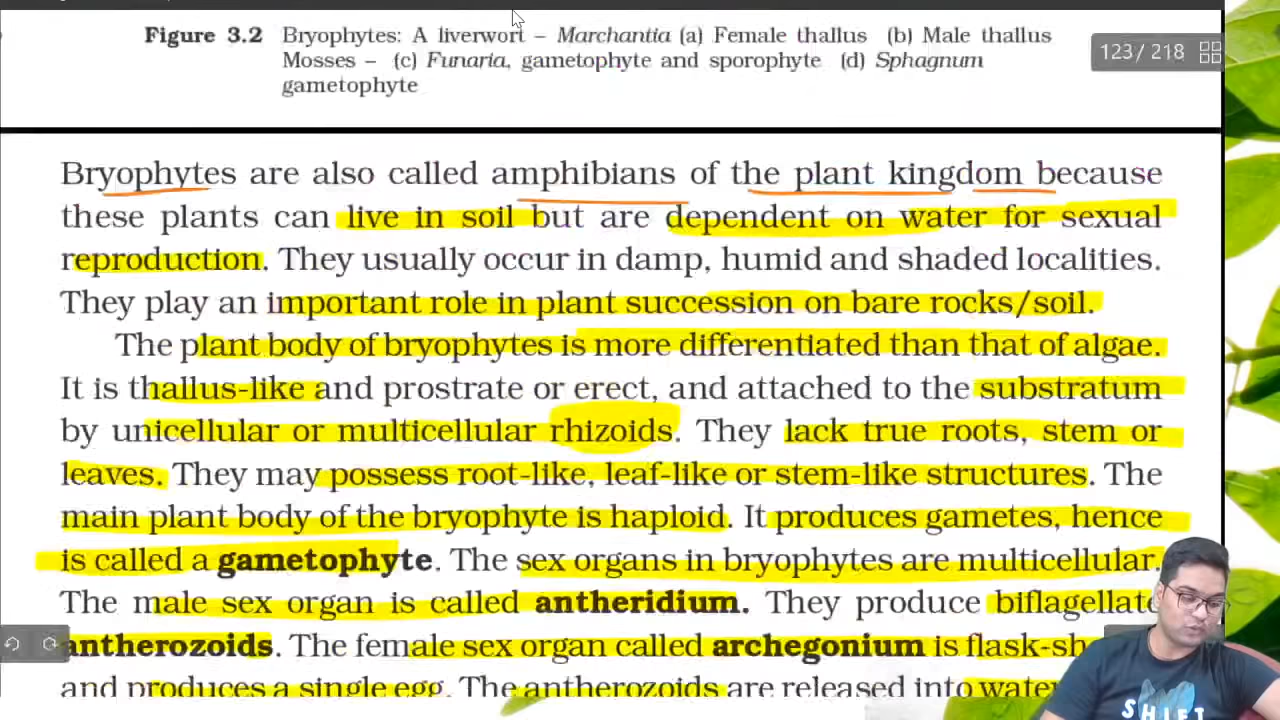 Figure 3.2 Bryophytes: A liverwort – Marchantia (a) Female thallus (b) Male thallus
Mosses – (c) Funaria, gametophyte and sporophyte (d) Sphagnum
gametophyte
123 / 218
Bryophytes are also called amphibians of the plant kingdom because
these plants can live in soil but are dependent on water for sexual
reproduction. They usually occur in damp, humid and shaded localities.
They play an important role in plant succession on bare rocks/soil.
The plant body of bryophytes is more differentiated than that of algae.
It is thallus-like and prostrate or erect, and attached to the substratum
by unicellular or multicellular rhizoids. They lack true roots, stem or
leaves. They may possess root-like, leaf-like or stem-like structures. The
main plant body of the bryophyte is haploid. It produces gametes, hence
is called a gametophyte. The sex organs in bryophytes are multicellular.
The male sex organ is called antheridium. They produce biflagellate
antherozoids. The female sex organ called archegonium is flask-sh
and produces a single egg. The antherozoids are released into water
SHIFT